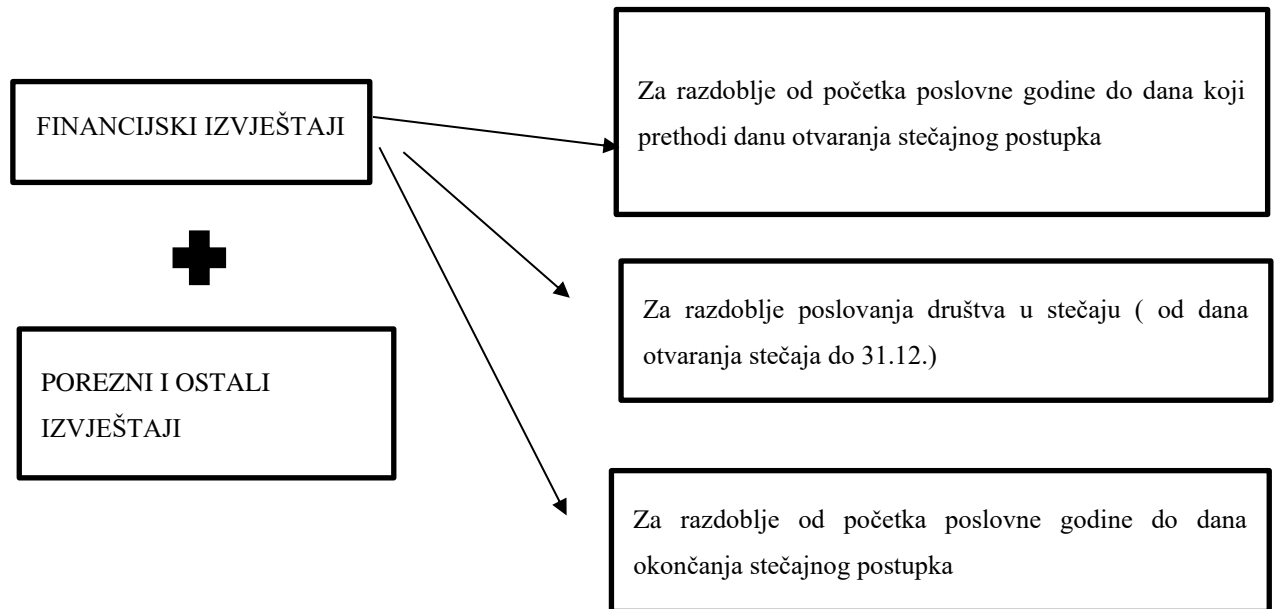 FINANCIJSKI IZVJEŠTAJI
POREZNI I OSTALI
IZVJEŠTAJI
Za razdoblje od početka poslovne godine do dana koji
prethodi danu otvaranja stečajnog postupka
Za razdoblje poslovanja društva u stečaju ( od dana
otvaranja stečaja do 31.12.)
Za razdoblje od početka poslovne godine do dana
okončanja stečajnog postupka